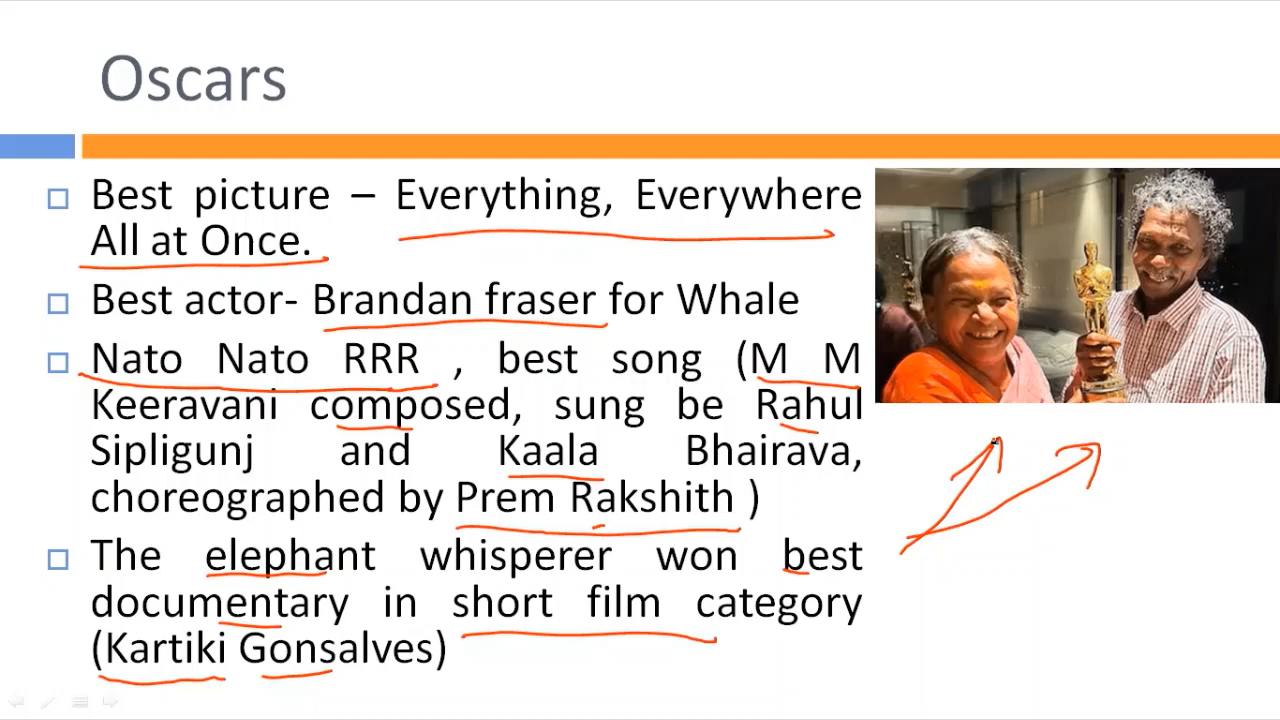 Oscars
Best picture – Everything, Everywhere
All at Once.
Best actor- Brandan fraser for Whale
Nato Nato RRR , best song (M M
Keeravani composed, sung be Rahul
Sipligunj and Kaala Bhairava,
choreographed by Prem Rakshith )
The elephant whisperer won best
documentary in short film category
(Kartiki Gonsalves)